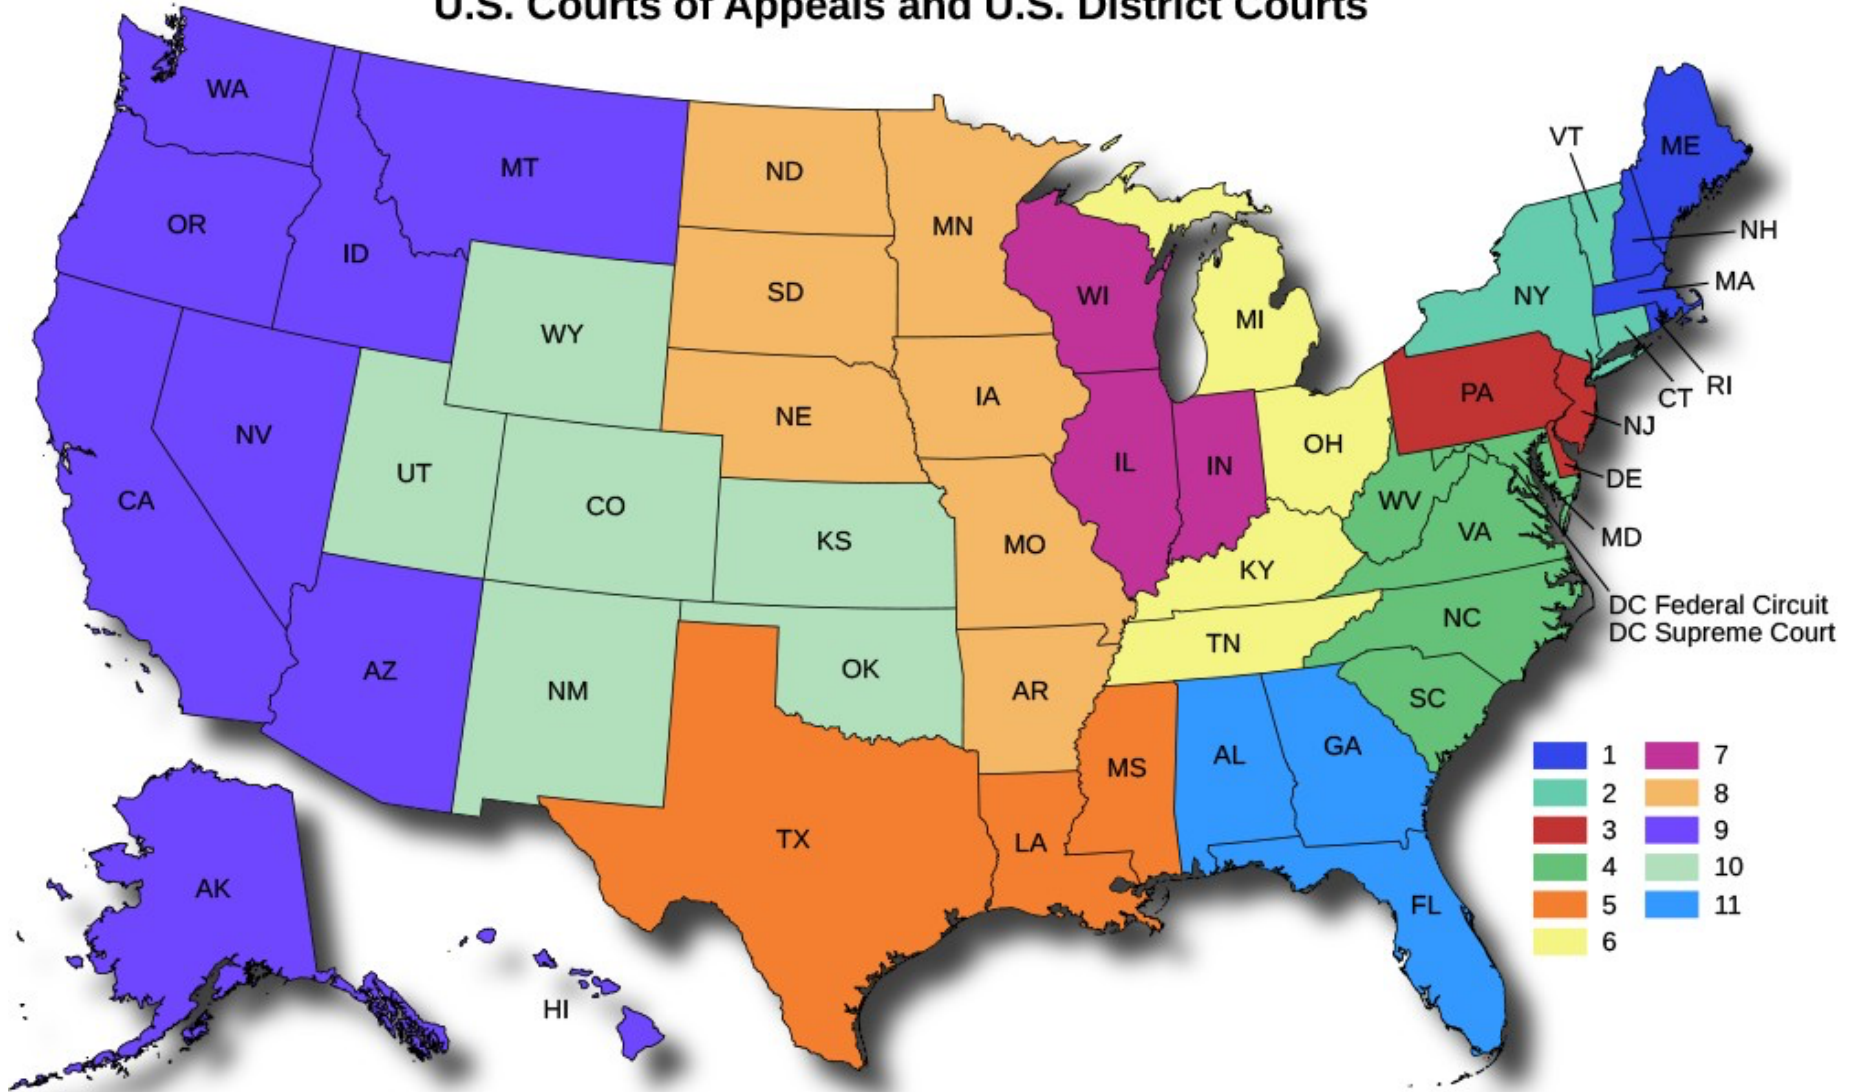 U.S. Courts of Appeals and U.S. District Courts
WA
MT
ND
MN
VT
ME
OR
ID
SD
WI
MI
NY
NH
MA
WY
NE
IA
PA
CT
RI
NV
UT
CO
IL
IN
OH
NJ
DE
CA
KS
MO
WV
VA
MD
KY
DC Federal Circuit
DC Supreme Court
NC
TN
AZ
NM
OK
AR
SC
MS
AL
GA
TX
LA
FL
AK
HI
1
2
3
4
5
6
7
8
9
10
11